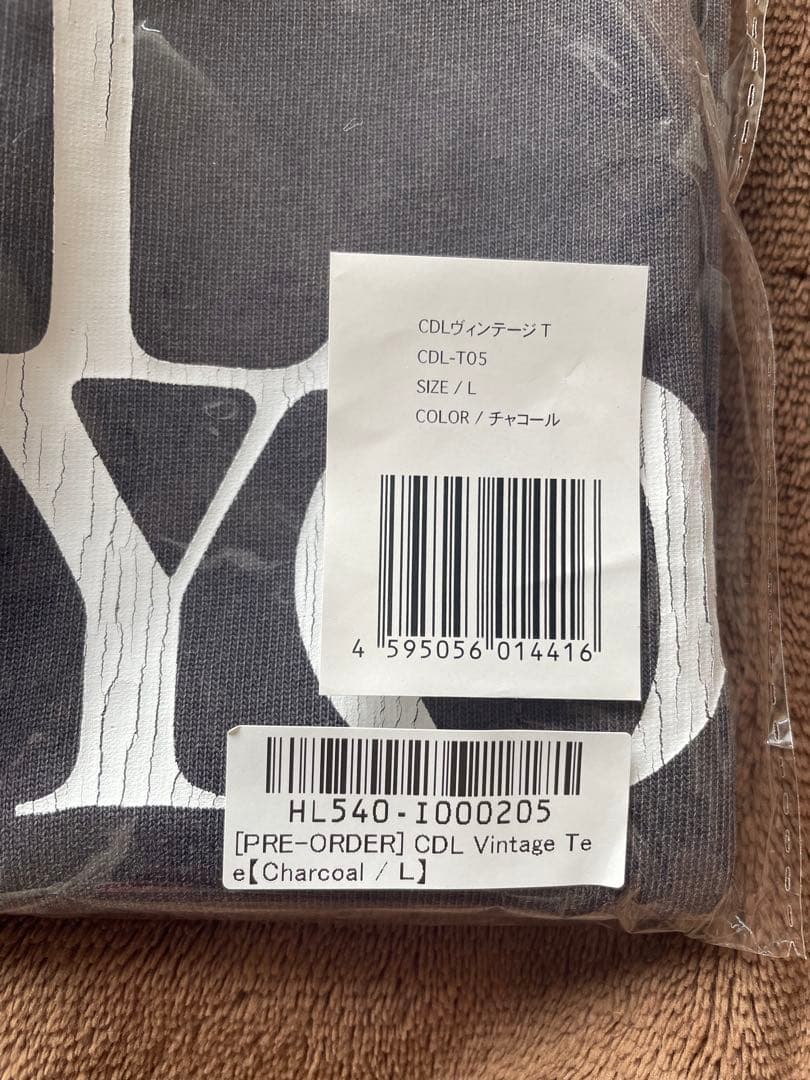 YO
CDLヴィンテージ T
CDL-T05
SIZE / L
COLOR / チャコール
4 595056 014416
HL540-I000205
[PRE-ORDER] CDL Vintage Te
e【Charcoal / L】